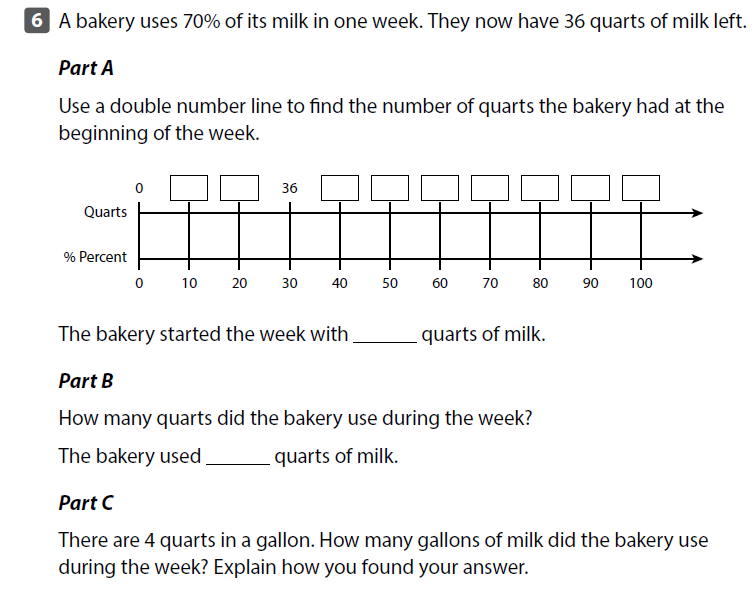 6 A bakery uses 70% of its milk in one week. They now have 36 quarts of milk left.
Part A
Use a double number line to find the number of quarts the bakery had at the
beginning of the week.
0 36
Quarts
% Percent
0 10 20 30 40 50 60 70 80 90 100
The bakery started the week with ______ quarts of milk.
Part B
How many quarts did the bakery use during the week?
The bakery used ______ quarts of milk.
Part C
There are 4 quarts in a gallon. How many gallons of milk did the bakery use
during the week? Explain how you found your answer.